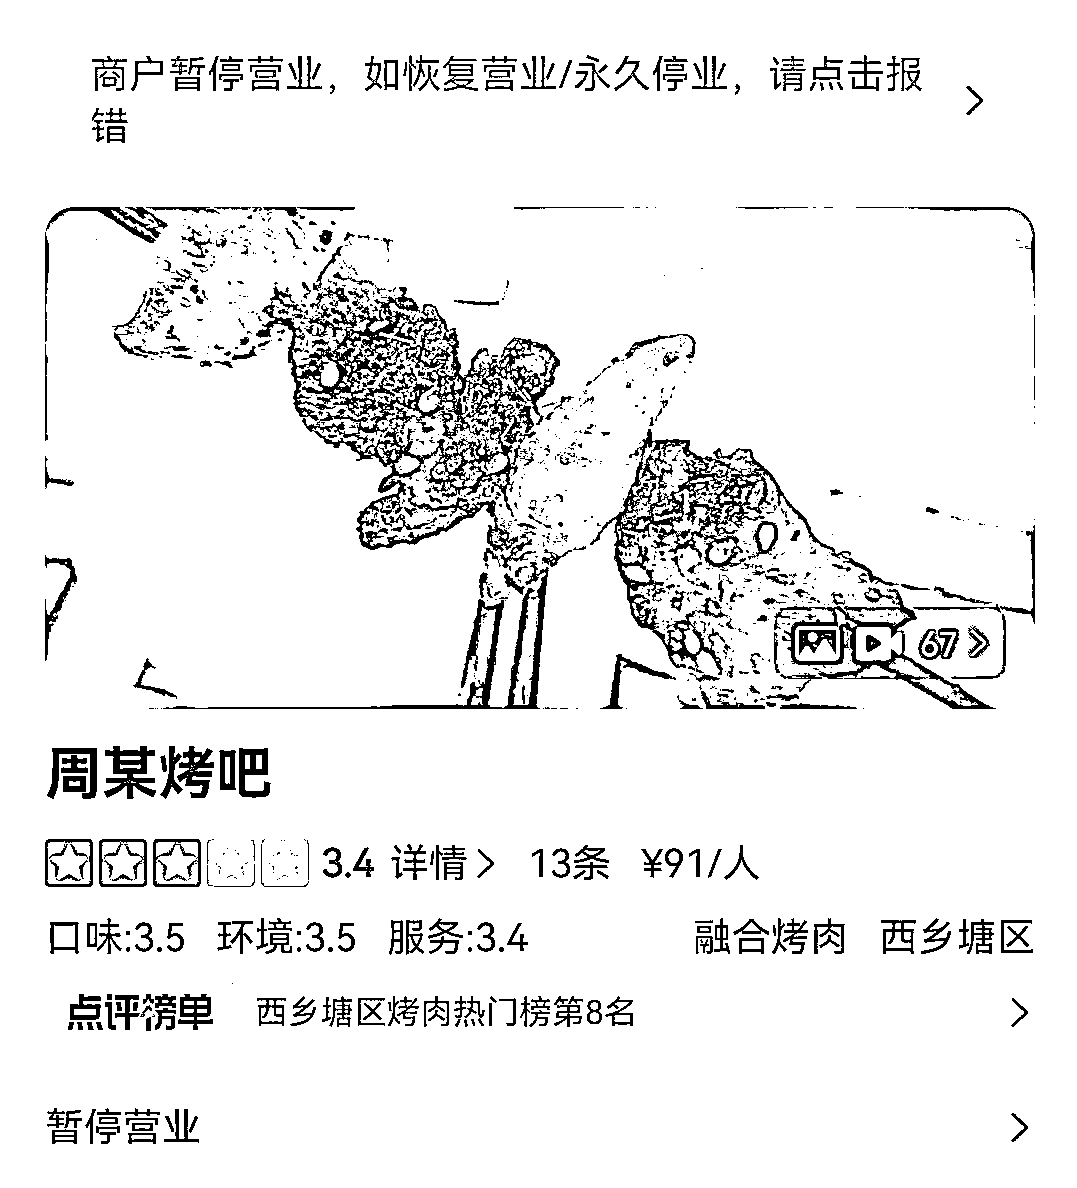 商户暂停营业，如恢复营业/永久停业，请点击报
错
67
周某烤吧
3.4 详情 13条 ¥91/人
口味:3.5 环境:3.5 服务:3.4 融合烤肉 西乡塘区
点评榜单 西乡塘区烤肉热门榜第8名
暂停营业